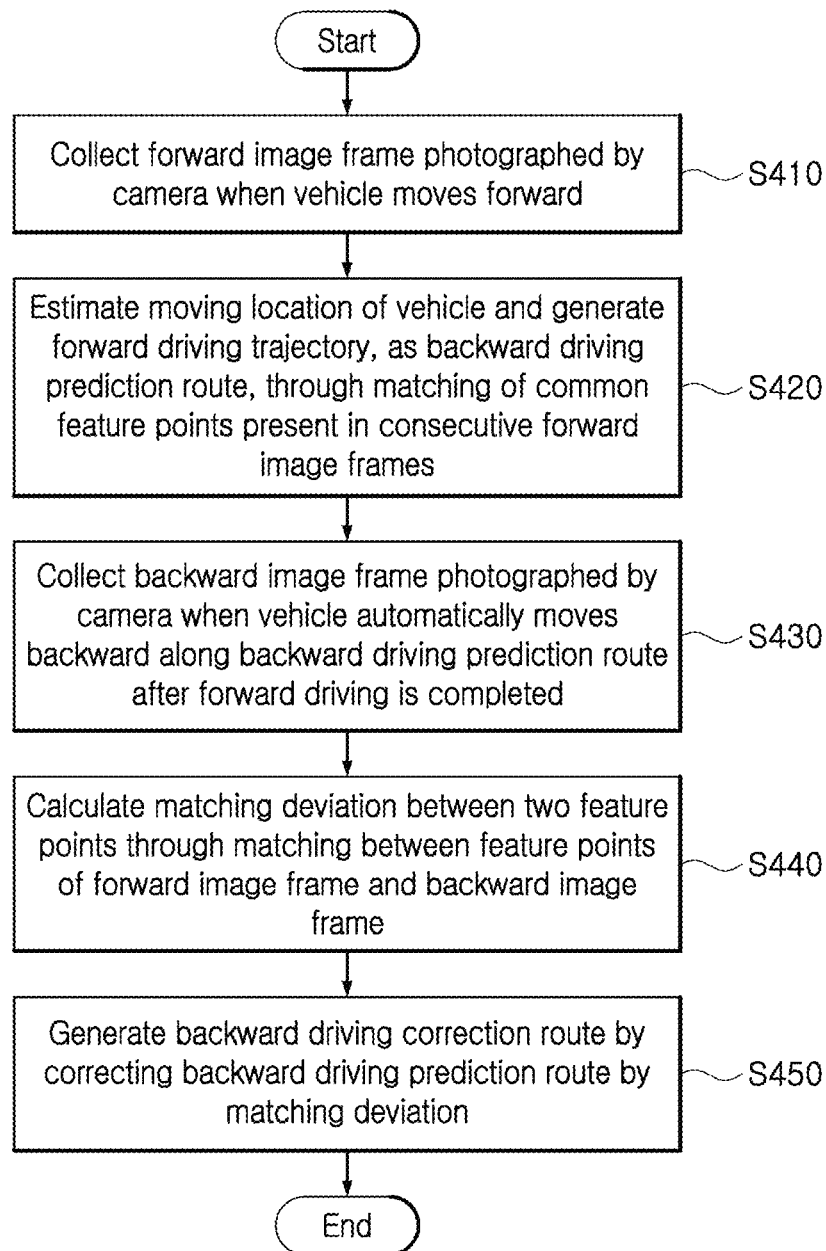 Start
Collect forward image frame photographed by
camera when vehicle moves forward
S410
Estimate moving location of vehicle and generate
forward driving trajectory, as backward driving
prediction route, through matching of common
feature points present in consecutive forward
image frames
S420
Collect backward image frame photographed by
camera when vehicle automatically moves
backward along backward driving prediction route
after forward driving is completed
S430
Calculate matching deviation between two feature
points through matching between feature points
of forward image frame and backward image
frame
S440
Generate backward driving correction route by
correcting backward driving prediction route by
matching deviation
S450
End